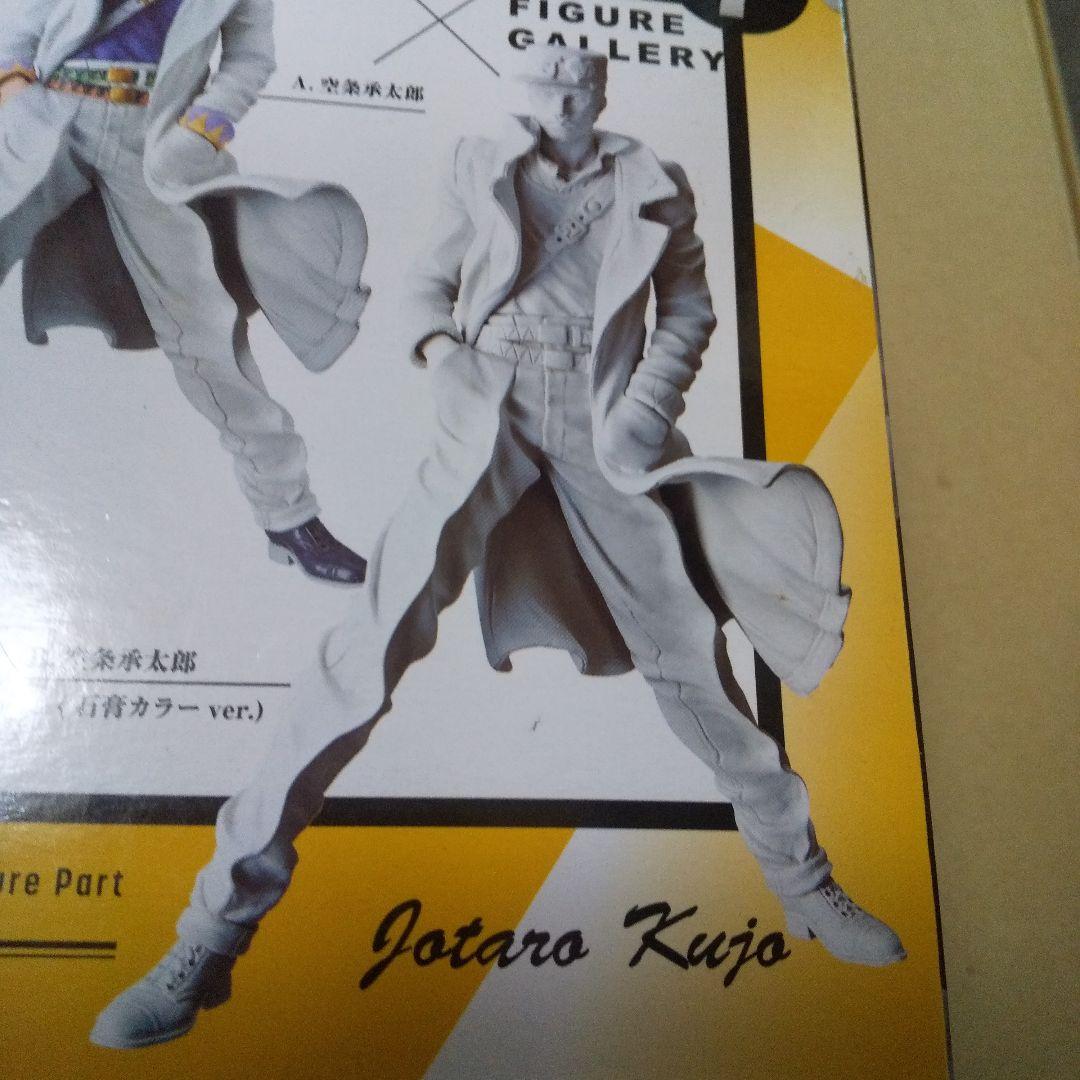 FIGURE
GALLERY
A. 空条承太郎
空条承太郎
(石膏カラー ver.)
Part
Jotaro Kujo